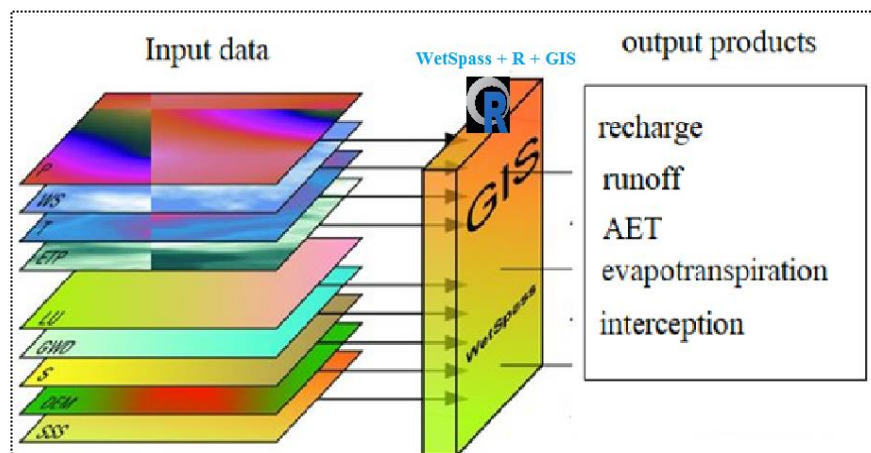 Input data
WetSpass + R + GIS
output products
R
P
WS
T
ETP
LU
GWD
S
DEM
SSS
GIS
WetSpass
recharge
runoff
AET
evapotranspiration
interception